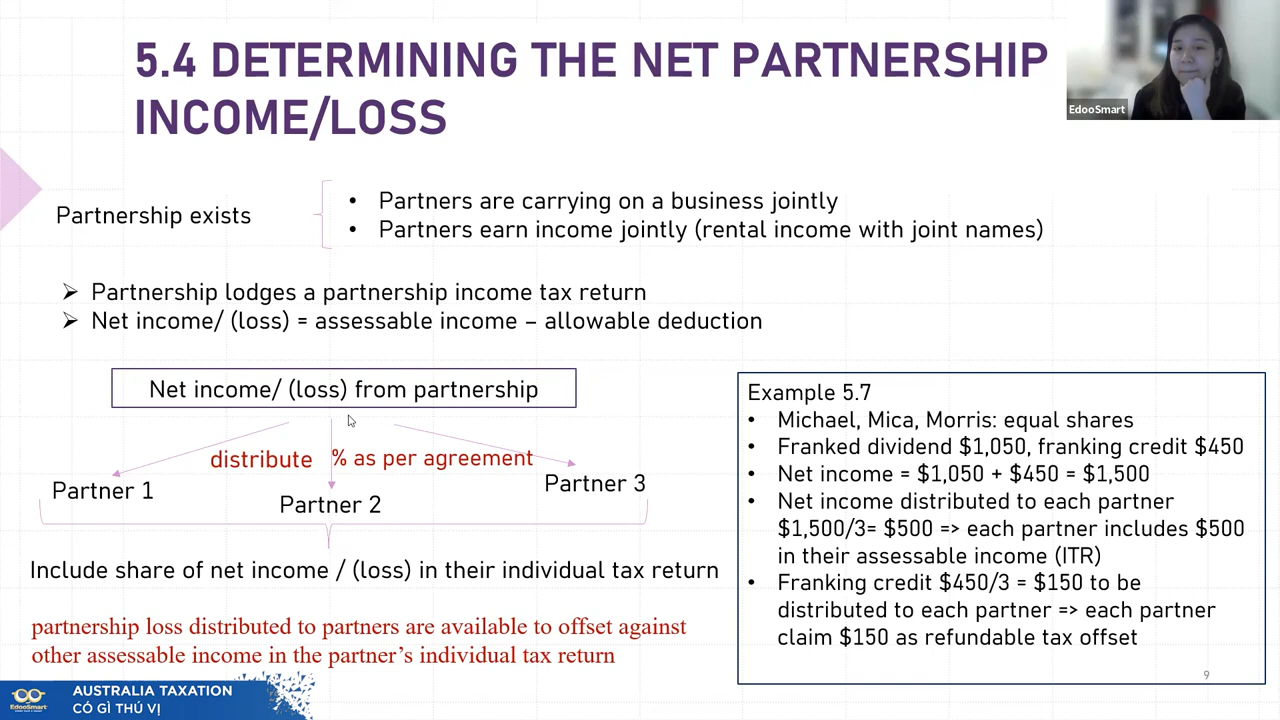 5.4 DETERMINING THE NET PARTNERSHIP
INCOME/LOSS
EdooSmart
Partnership exists
• Partners are carrying on a business jointly
• Partners earn income jointly (rental income with joint names)
➢ Partnership lodges a partnership income tax return
➢ Net income/ (loss) = assessable income – allowable deduction
Net income/ (loss) from partnership
distribute % as per agreement
Partner 1
Partner 2
Partner 3
Include share of net income / (loss) in their individual tax return
partnership loss distributed to partners are available to offset against
other assessable income in the partner's individual tax return
Example 5.7
• Michael, Mica, Morris: equal shares
• Franked dividend $1,050, franking credit $450
• Net income = $1,050 + $450 = $1,500
• Net income distributed to each partner
$1,500/3= $500 => each partner includes $500
in their assessable income (ITR)
• Franking credit $450/3 = $150 to be
distributed to each partner => each partner
claim $150 as refundable tax offset
9
EdooSmart
AUSTRALIA TAXATION
CÓ GÌ THÚ VỊ